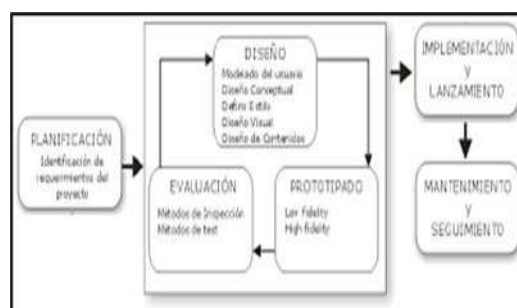 PLANIFICACIÓN
Identificación de
requerimientos del
proyecto
DISEÑO
Modelado del usuario
Diseño Conceptual
Definir Estilo
Diseño Visual
Diseño de Contenidos
EVALUACIÓN
Métodos de Inspección
Métodos de test
PROTOTIPADO
Low fidelity
High fidelity
IMPLEMENTACIÓN
y
LANZAMIENTO
MANTENIMIENTO
y
SEGUIMIENTO